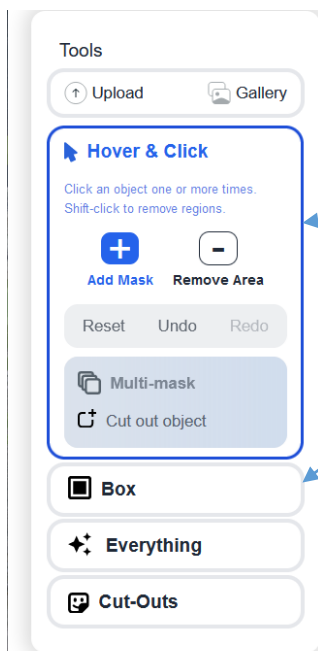 Tools
Upload Gallery
Hover & Click
Click an object one or more times.
Shift-click to remove regions.
Add Mask Remove Area
Reset Undo Redo
Multi-mask
Cut out object
Box
Everything
Cut-Outs